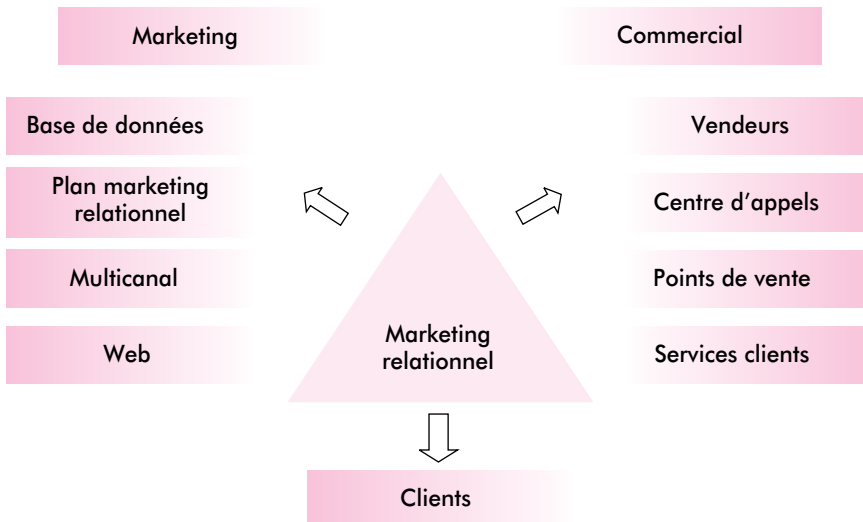 Marketing
Commercial
Base de données
Plan marketing
relationnel
Multicanal
Web
Vendeurs
Centre d’appels
Points de vente
Services clients
Marketing
relationnel
Clients